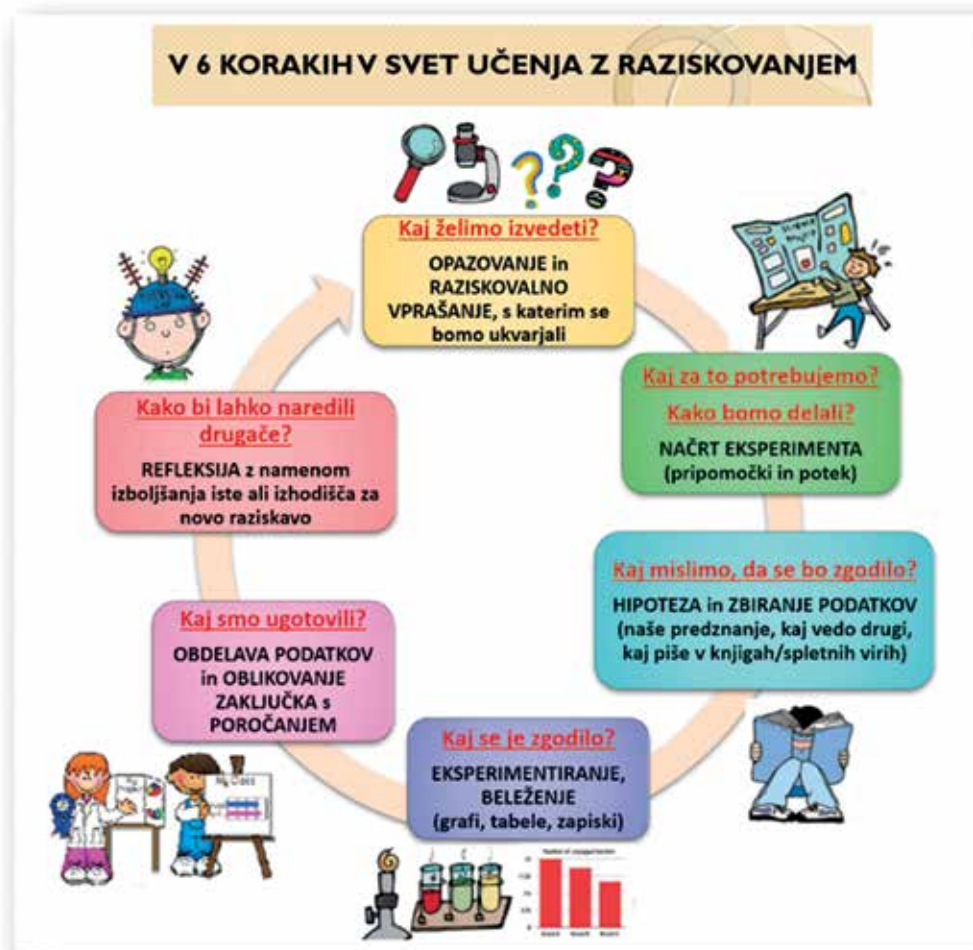 V 6 KORAKIH V SVET UČENJA Z RAZISKOVANJEM
Kaj želimo izvedeti?
OPAZOVANJE in
RAZISKOVALNO
VPRAŠANJE, s katerim se
bomo ukvarjali
Kaj za to potrebujemo?
Kako bomo delali?
NAČRT EKSPERIMENTA
(pripomočki in potek)
Kaj mislimo, da se bo zgodilo?
HIPOTEZA in ZBIRANJE PODATKOV
(naše predznanje, kaj vedo drugi,
kaj piše v knjigah/spletnih virih)
Kaj se je zgodilo?
EKSPERIMENTIRANJE,
BELEŽENJE
(grafi, tabele, zapiski)
Kaj smo ugotovili?
OBDELAVA PODATKOV
in OBLIKOVANJE
ZAKLJUČKA s
POROČANJEM
Kako bi lahko naredili
drugače?
REFLEKSIJA z namenom
izboljšanja iste ali izhodišča za
novo raziskavo